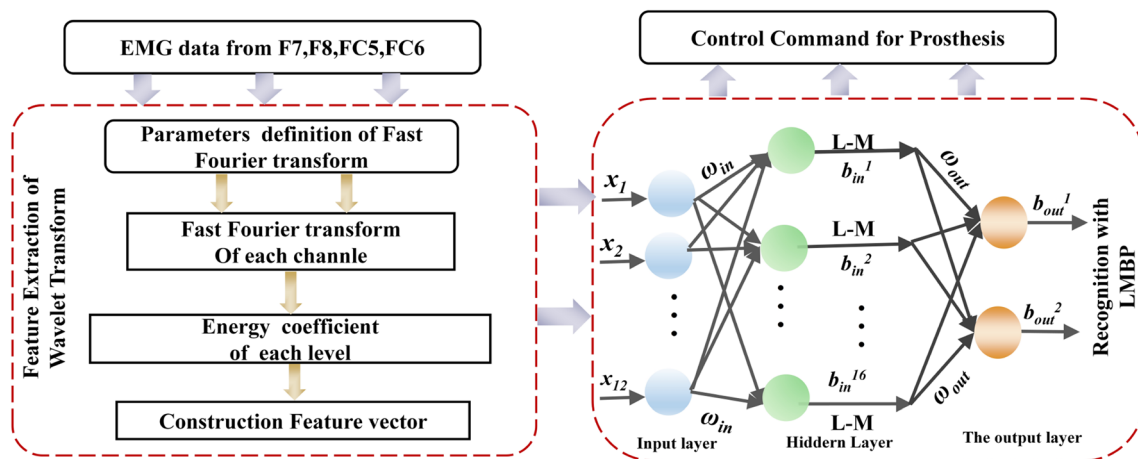 EMG data from F7,F8,FC5,FC6
Parameters definition of Fast
Fourier transform
Fast Fourier transform
Of each channle
Energy coefficient
of each level
Construction Feature vector
Feature Extraction of
Wavelet Transform
Control Command for Prosthesis
x1
x2
x12
ωin
ωin
L-M
bin1
L-M
bin2
bin16
L-M
ωout
ωout
bout1
bout2
Input layer
Hiddern Layer
The output layer
Recognition with
LMBP